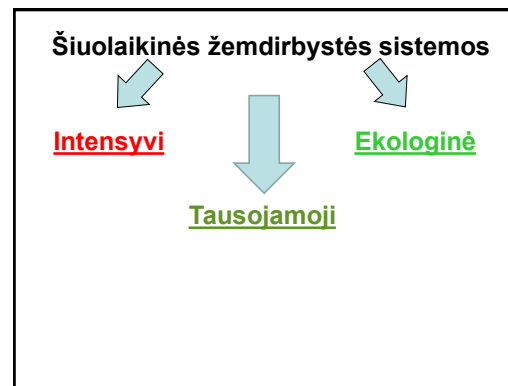 Šiuolaikinės žemdirbystės sistemos
Intensyvi
Ekologinė
Tausojamoji